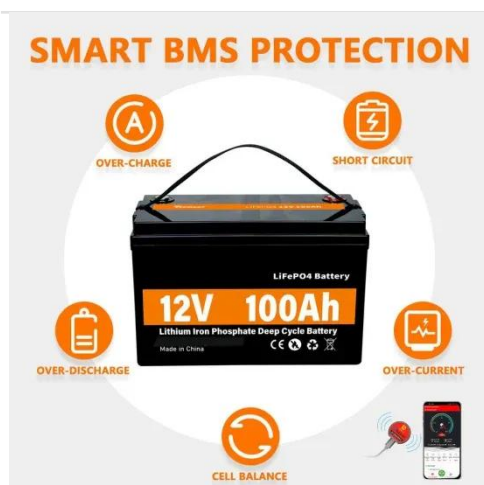 SMART BMS PROTECTION
OVER-CHARGE
SHORT CIRCUIT
LiFePO4 Battery
12V 100Ah
Lithium Iron Phosphate Deep Cycle Battery
Made in China
CE
OVER-DISCHARGE
OVER-CURRENT
CELL BALANCE